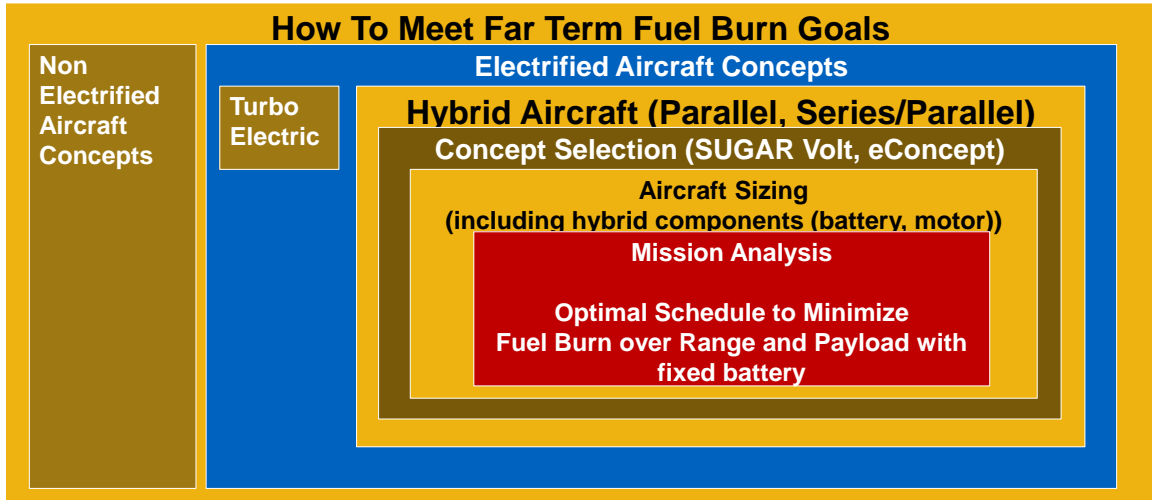 How To Meet Far Term Fuel Burn Goals
Non
Electrified
Aircraft
Concepts
Electrified Aircraft Concepts
Turbo
Electric
Hybrid Aircraft (Parallel, Series/Parallel)
Concept Selection (SUGAR Volt, eConcept)
Aircraft Sizing
(including hybrid components (battery, motor))
Mission Analysis
Optimal Schedule to Minimize
Fuel Burn over Range and Payload with
fixed battery